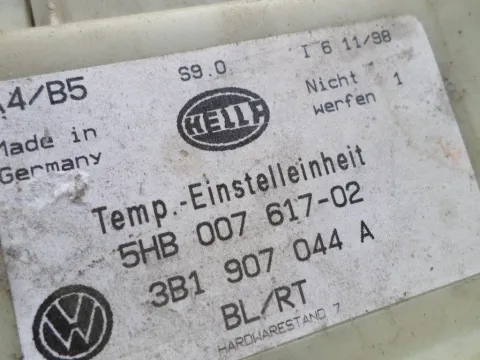 A4/B5
S9.0
I 6 11/98
Made in
Germany
HELLA
Nicht 1
werfen
Temp.-Einstelleinheit
5HB 007 617-02
3B1 907 044 A
BL/RT
HARDWARESTAND 7
VW